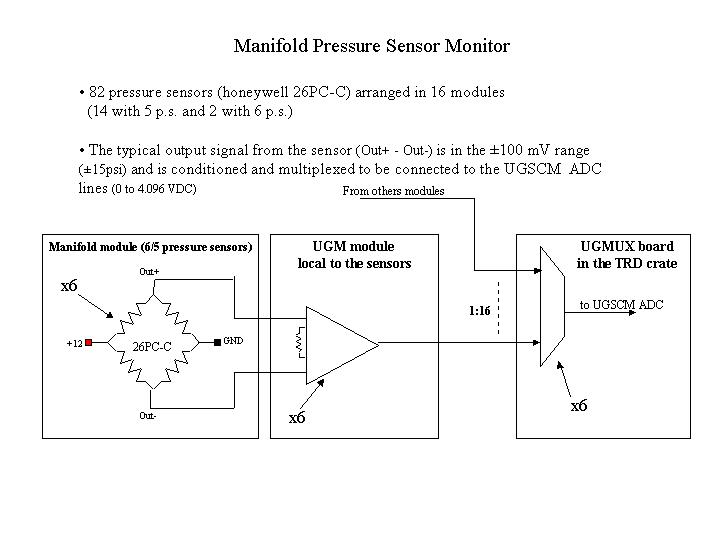 Manifold Pressure Sensor Monitor
• 82 pressure sensors (honeywell 26PC-C) arranged in 16 modules
(14 with 5 p.s. and 2 with 6 p.s.)
• The typical output signal from the sensor (Out+ - Out-) is in the ±100 mV range
(±15psi) and is conditioned and multiplexed to be connected to the UGSCM ADC
lines (0 to 4.096 VDC)
From others modules
Manifold module (6/5 pressure sensors)
UGM module
local to the sensors
UGMUX board
in the TRD crate
Out+
x6
1:16
to UGSCM ADC
+12
26PC-C
GND
Out-
x6
x6